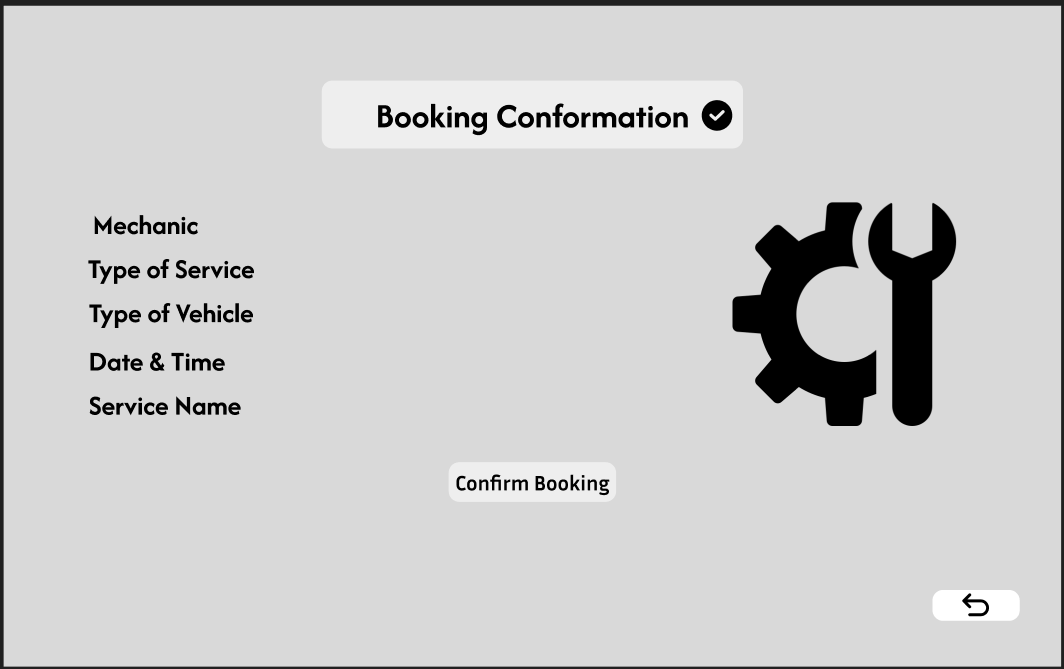 Booking Conformation
Mechanic
Type of Service
Type of Vehicle
Date & Time
Service Name
Confirm Booking